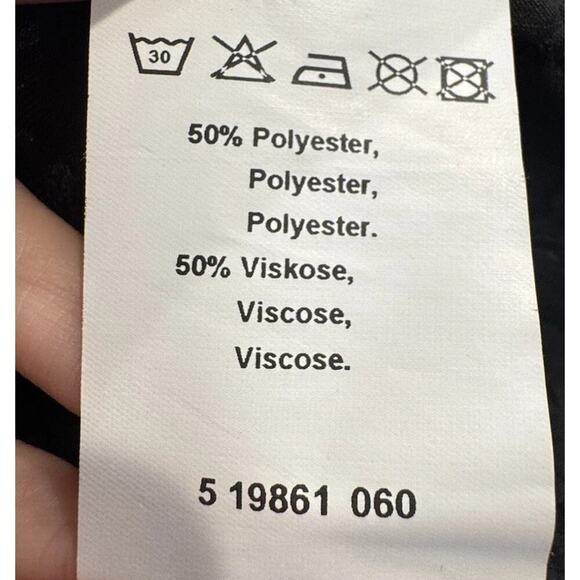 30
50% Polyester,
Polyester,
Polyester.
50% Viskose,
Viscose,
Viscose.
5 19861 060